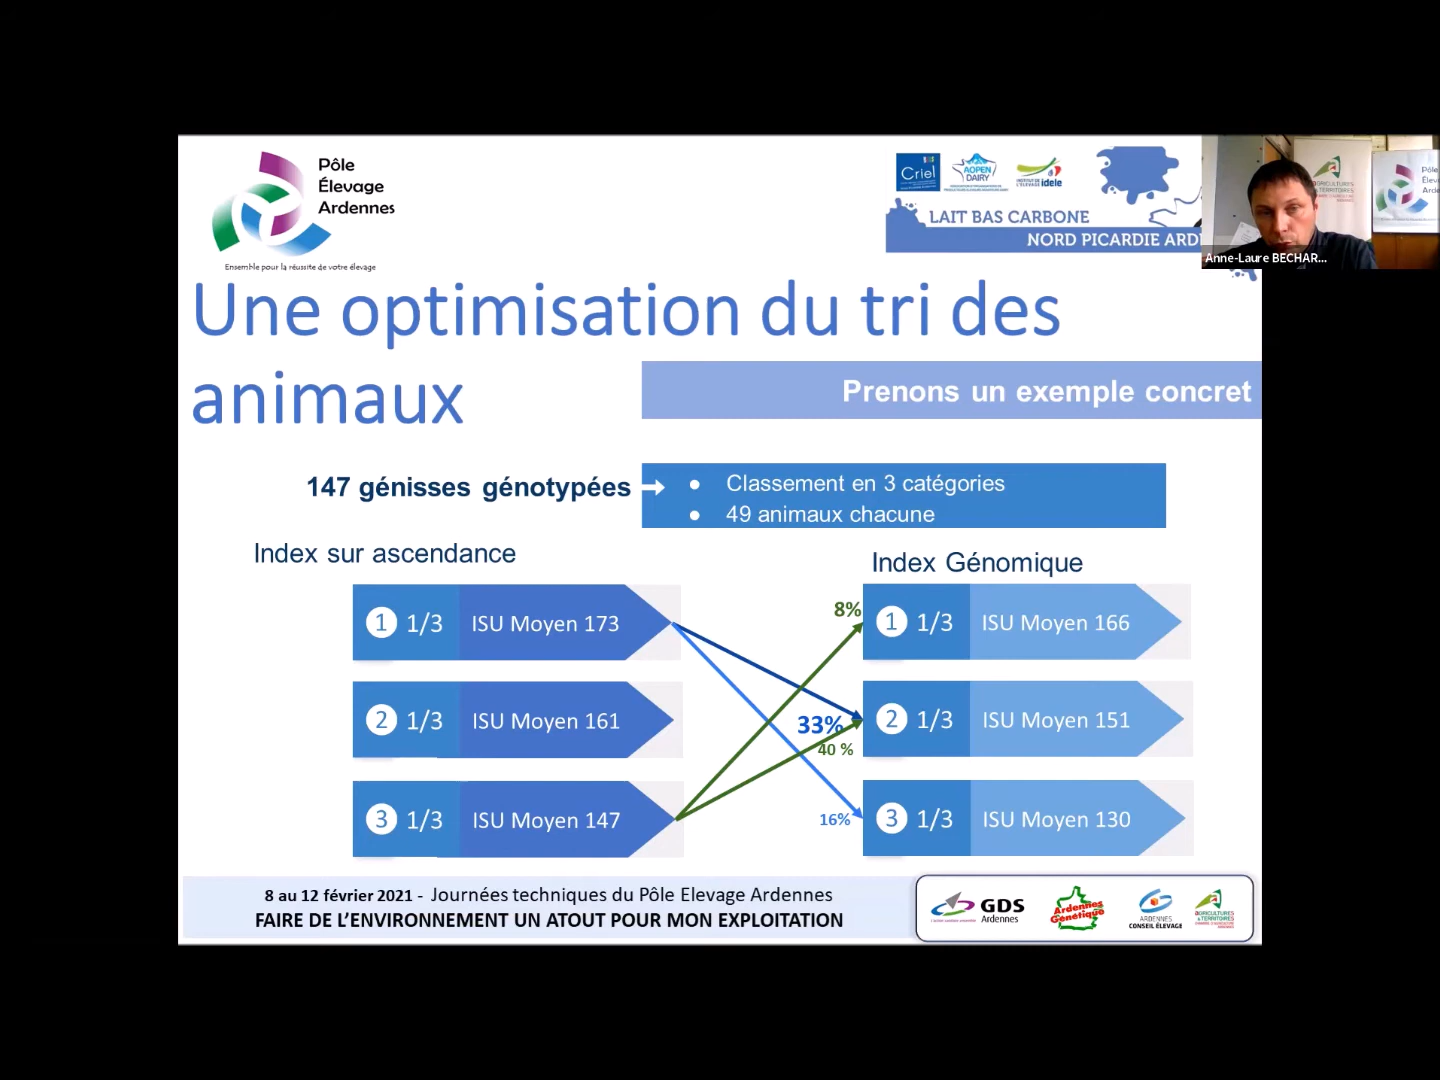 Pôle
Élevage
Ardennes
Ensemble pour la réussite de votre élevage
Criel
AOPEN
DAIRY
idele
LAIT BAS CARBONE
NORD PICARDIE ARD
AGRICULTURES
& TERRITOIRES
Pôle
Anne-Laure BECHAR...
Une optimisation du tri des
animaux
Prenons un exemple concret
147 génisses génotypées
● Classement en 3 catégories
● 49 animaux chacune
Index sur ascendance
Index Génomique
1 1/3 ISU Moyen 173
8%
1 1/3 ISU Moyen 166
2 1/3 ISU Moyen 161
33%
40 %
2 1/3 ISU Moyen 151
3 1/3 ISU Moyen 147
16%
3 1/3 ISU Moyen 130
8 au 12 février 2021 - Journées techniques du Pôle Elevage Ardennes
FAIRE DE L'ENVIRONNEMENT UN ATOUT POUR MON EXPLOITATION
GDS
Ardennes
Ardennes
Génétique
ARDENNES
CONSEIL ÉLEVAGE
AGRICULTURES
& TERRITOIRES